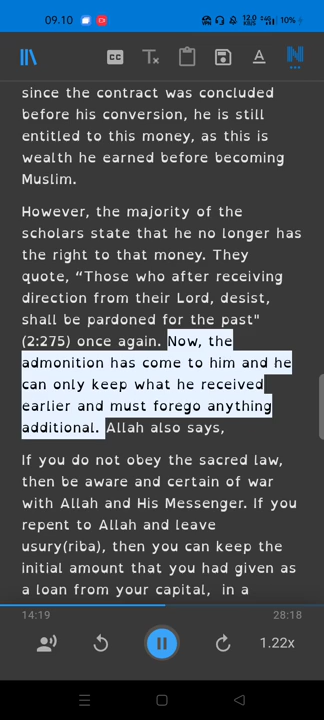 09.10
12.0 KB/S
10%
CC
since the contract was concluded
before his conversion, he is still
entitled to this money, as this is
wealth he earned before becoming
Muslim.
However, the majority of the
scholars state that he no longer has
the right to that money. They
quote, “Those who after receiving
direction from their Lord, desist,
shall be pardoned for the past"
(2:275) once again. Now, the
admonition has come to him and he
can only keep what he received
earlier and must forego anything
additional. Allah also says,
If you do not obey the sacred law,
then be aware and certain of war
with Allah and His Messenger. If you
repent to Allah and leave
usury(riba), then you can keep the
initial amount that you had given as
a loan from your capital, in a
14:19
28:18
1.22x